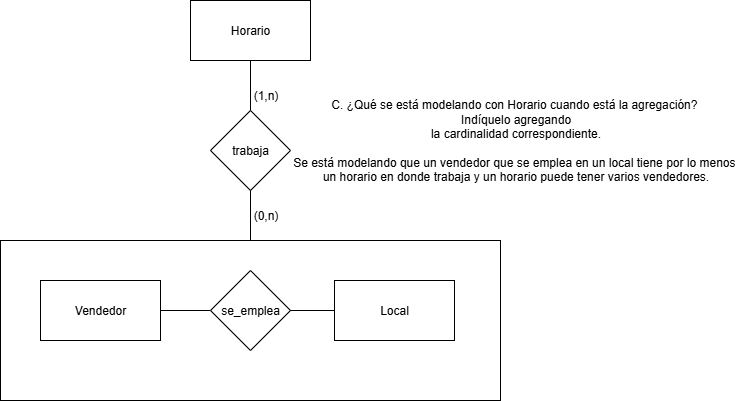 Horario
(1,n)
C. ¿Qué se está modelando con Horario cuando está la agregación?
Indíquelo agregando
la cardinalidad correspondiente.
trabaja
Se está modelando que un vendedor que se emplea en un local tiene por lo menos
un horario en donde trabaja y un horario puede tener varios vendedores.
(0,n)
Vendedor
se_emplea
Local